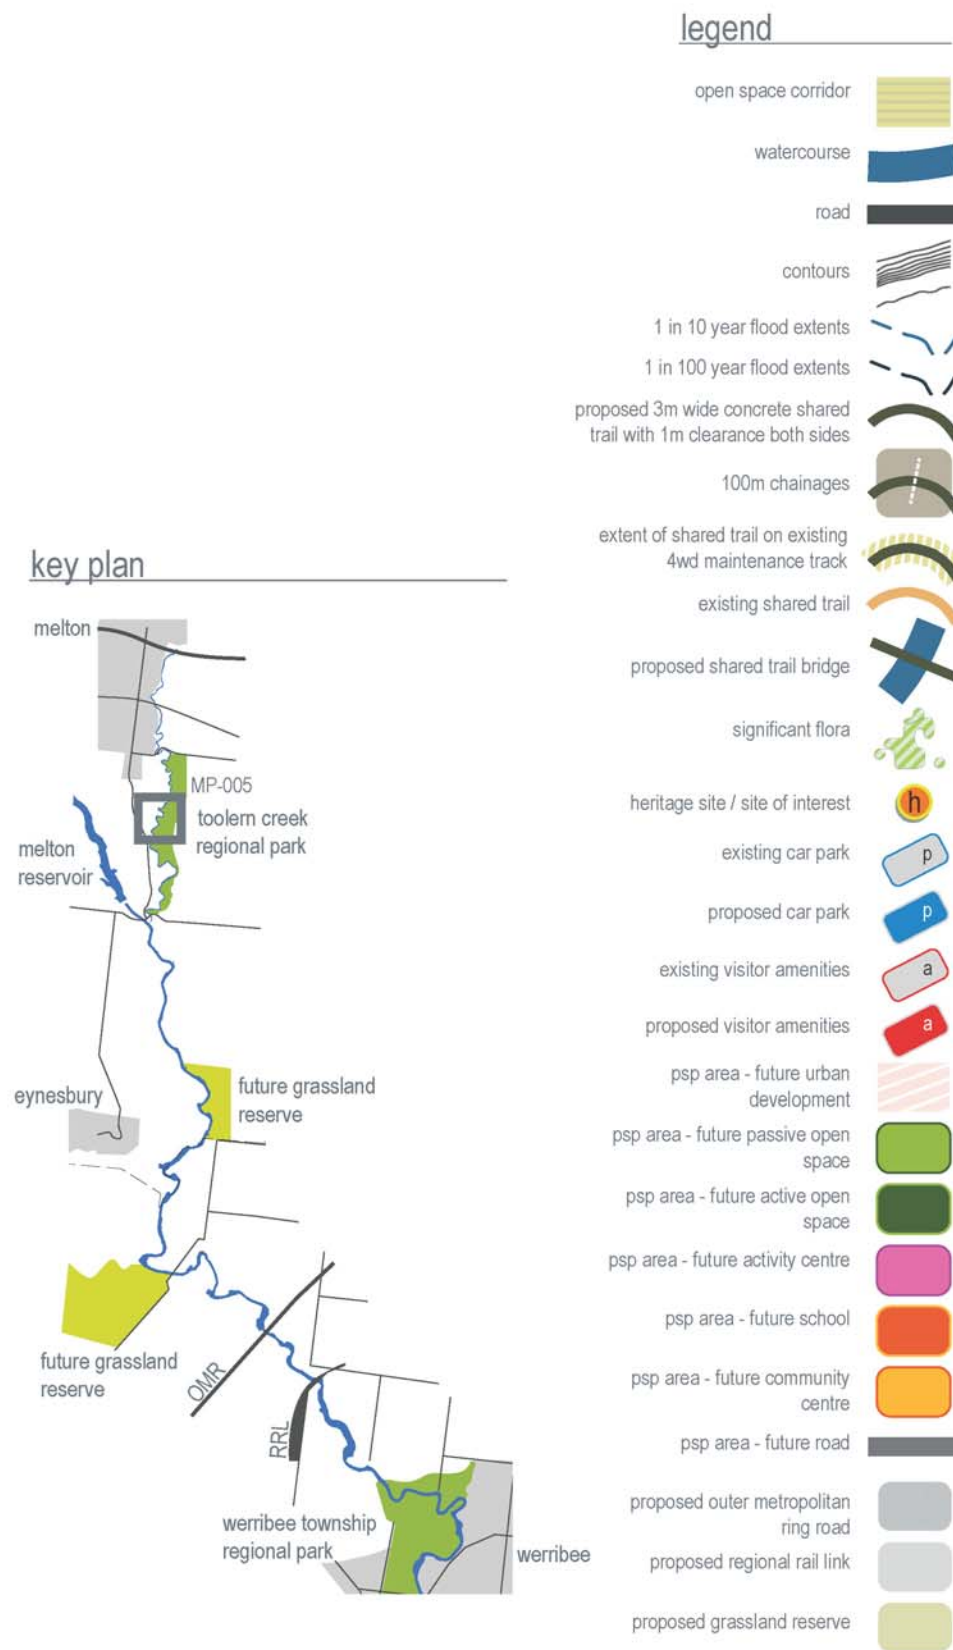 legend
open space corridor
watercourse
road
contours
1 in 10 year flood extents
1 in 100 year flood extents
proposed 3m wide concrete shared
trail with 1m clearance both sides
100m chainages
extent of shared trail on existing
4wd maintenance track
existing shared trail
proposed shared trail bridge
significant flora
heritage site / site of interest
h
existing car park
p
proposed car park
p
existing visitor amenities
a
proposed visitor amenities
a
psp area - future urban
development
psp area - future passive open
space
psp area - future active open
space
psp area - future activity centre
psp area - future school
psp area - future community
centre
psp area - future road
proposed outer metropolitan
ring road
proposed regional rail link
proposed grassland reserve
key plan
melton
MP-005
toolern creek
regional park
melton
reservoir
eynesbury
future grassland
reserve
future grassland
reserve
OMR
RRL
werribee township
regional park
werribee